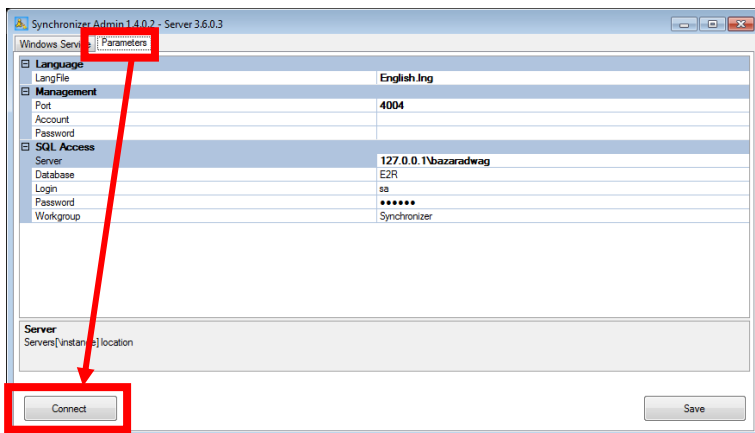 Synchronizer Admin 1.4.0.2 - Server 3.6.0.3
Windows Parameters
Language
LangFile English.lng
Management
Port 4004
Account
Password
SQL Access
Server 127.0.0.1\bazaradwag
Database E2R
Login sa
Password ••••••
Workgroup Synchronizer
Server
Servers[\instance] location
Connect Save